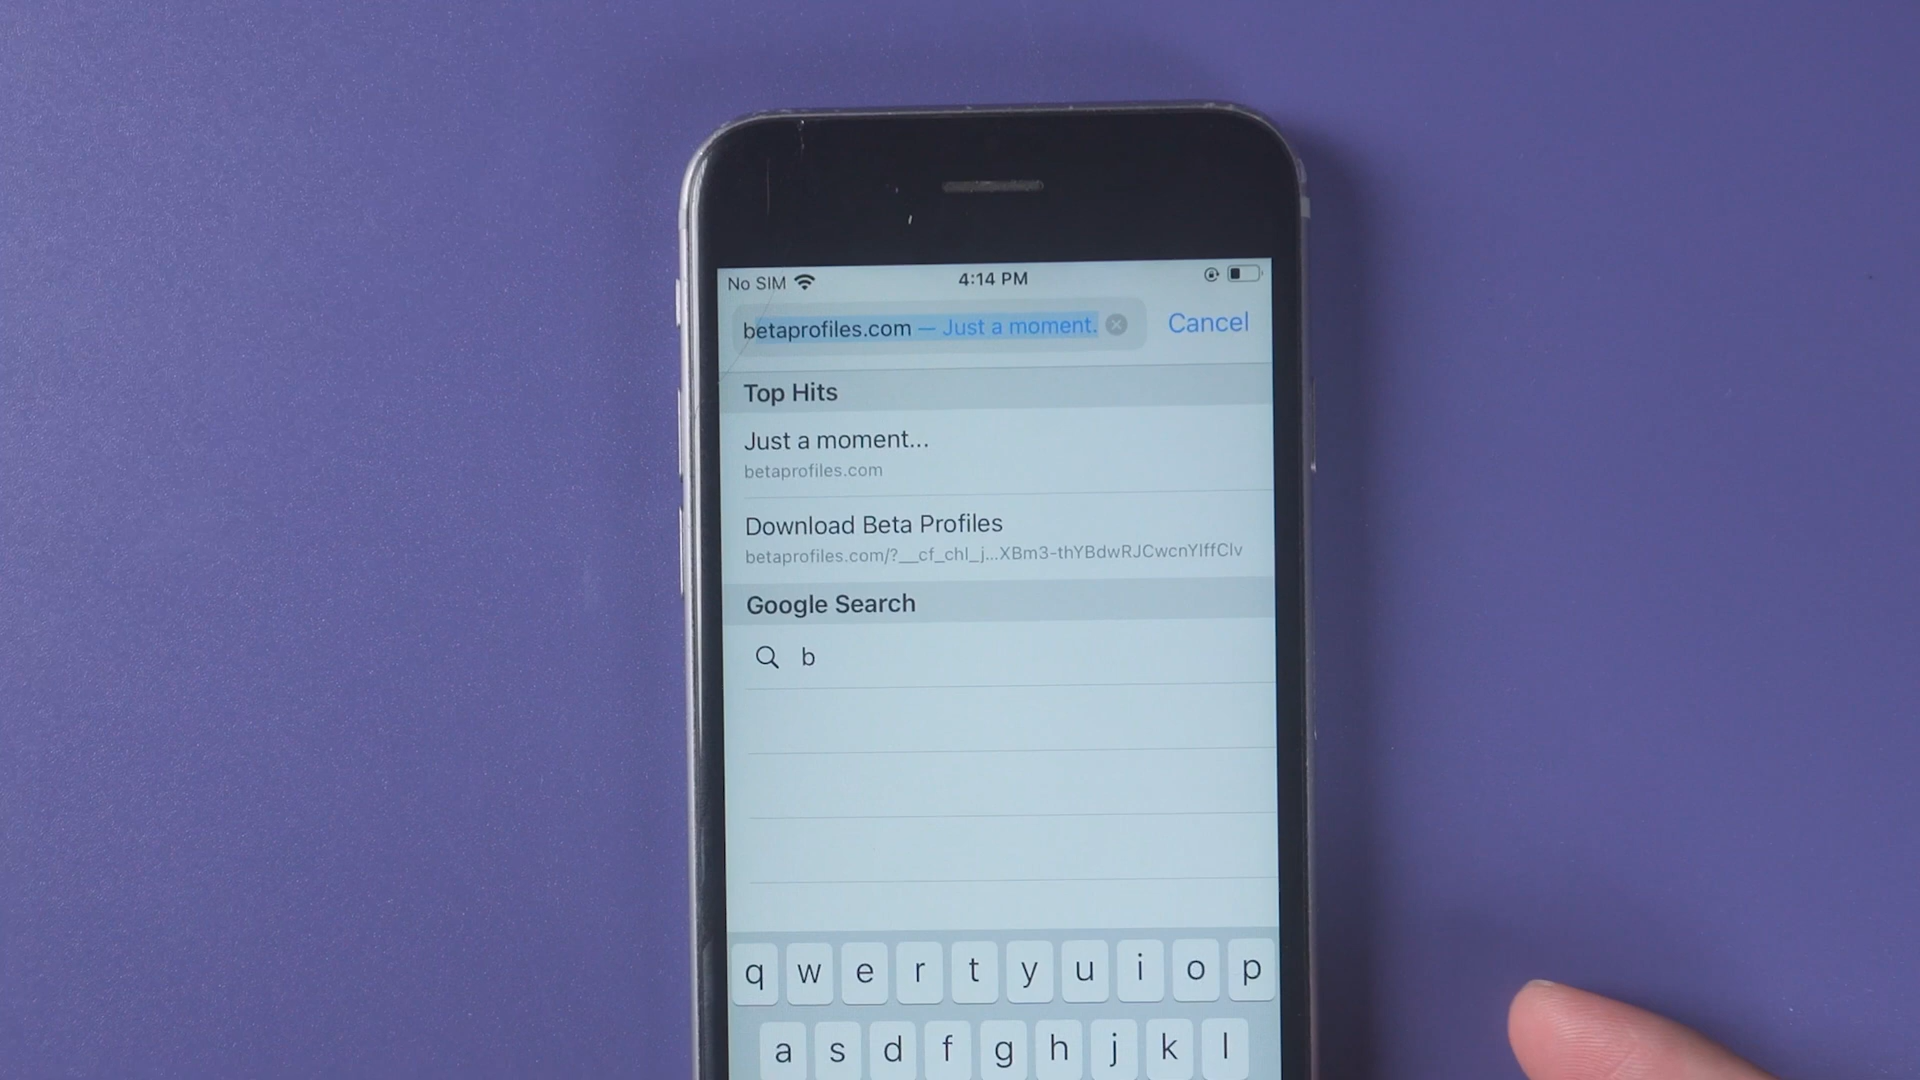 No SIM 4:14 PM
betaprofiles.com — Just a moment. Cancel
Top Hits
Just a moment...
betaprofiles.com
Download Beta Profiles
betaprofiles.com/?__cf_chl_j...XBm3-thYBdwRJCwcnYIffCIv
Google Search
b
q w e r t y u i o p
a s d f g h j k l